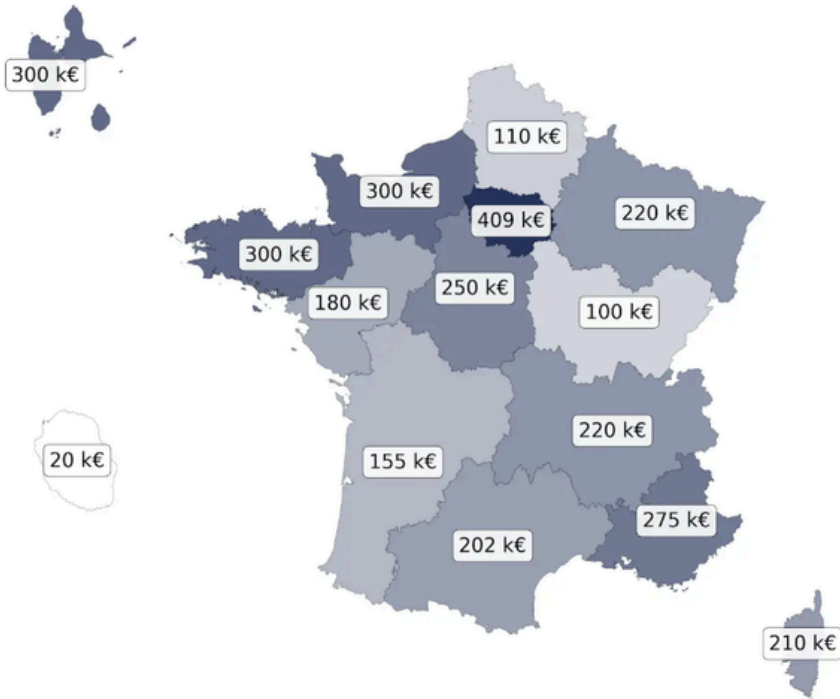 300 k€
110 k€
300 k€
409 k€
220 k€
300 k€
180 k€
250 k€
100 k€
220 k€
20 k€
155 k€
275 k€
202 k€
210 k€